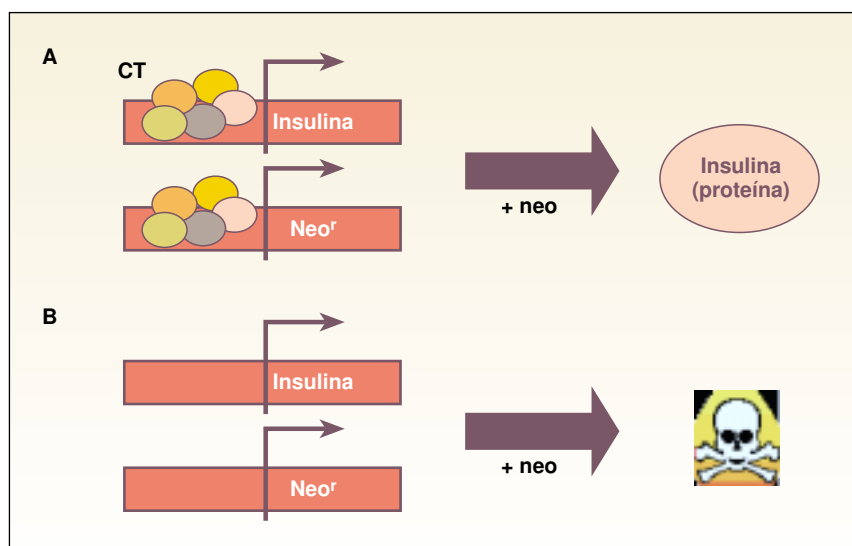 A
CT
Insulina
Neoʳ
+ neo
Insulina
(proteína)
B
Insulina
Neoʳ
+ neo